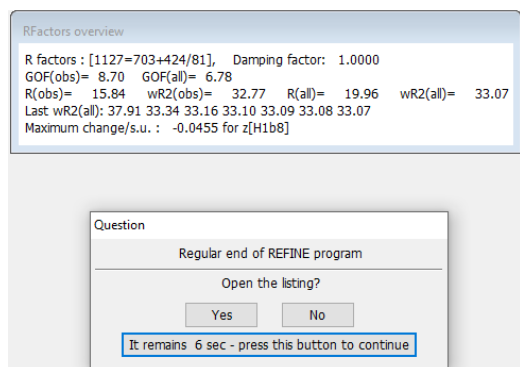 RFactors overview
R factors : [1127=703+424/81], Damping factor: 1.0000
GOF(obs)= 8.70 GOF(all)= 6.78
R(obs)= 15.84 wR2(obs)= 32.77 R(all)= 19.96 wR2(all)= 33.07
Last wR2(all): 37.91 33.34 33.16 33.10 33.09 33.08 33.07
Maximum change/s.u. : -0.0455 for z[H1b8]
Question
Regular end of REFINE program
Open the listing?
Yes No
It remains 6 sec - press this button to continue